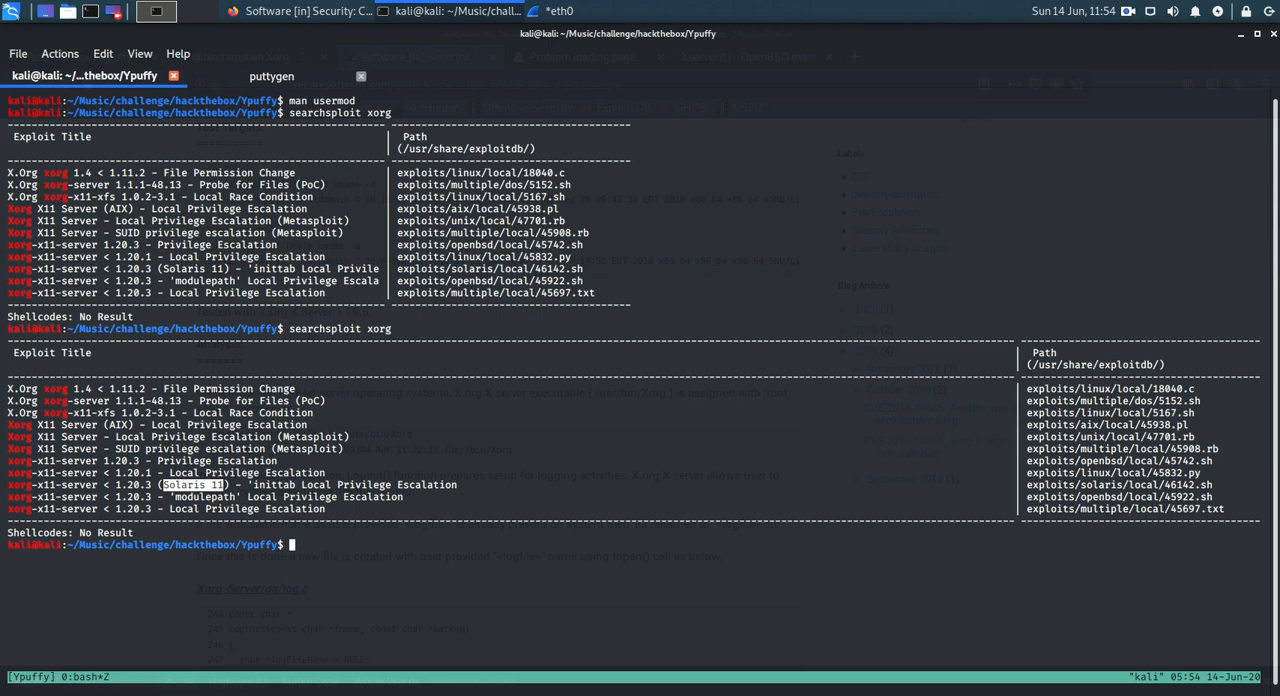 Software [in] Security: C...
kali@kali: ~/Music/chall...
*eth0
Sun 14 Jun, 11:54
kali@kali: ~/Music/challenge/hackthebox/Ypuffy
File Actions Edit View Help
kali@kali: ~/...thebox/Ypuffy
puttygen
kali@kali:~/Music/challenge/hackthebox/Ypuffy$ man usermod
kali@kali:~/Music/challenge/hackthebox/Ypuffy$ searchsploit xorg
Exploit Title | Path
| (/usr/share/exploitdb/)
X.Org xorg 1.4 < 1.11.2 - File Permission Change | exploits/linux/local/18040.c
X.Org xorg-server 1.1.1-48.13 - Probe for Files (PoC) | exploits/multiple/dos/5152.sh
X.Org xorg-x11-xfs 1.0.2-3.1 - Local Race Condition | exploits/linux/local/5167.sh
Xorg X11 Server (AIX) - Local Privilege Escalation | exploits/aix/local/45938.pl
Xorg X11 Server - Local Privilege Escalation (Metasploit) | exploits/unix/local/47701.rb
Xorg X11 Server - SUID privilege escalation (Metasploit) | exploits/multiple/local/45908.rb
xorg-x11-server 1.20.3 - Privilege Escalation | exploits/openbsd/local/45742.sh
xorg-x11-server < 1.20.1 - Local Privilege Escalation | exploits/linux/local/45832.py
xorg-x11-server < 1.20.3 (Solaris 11) - 'inittab Local Privile | exploits/solaris/local/46142.sh
xorg-x11-server < 1.20.3 - 'modulepath' Local Privilege Escala | exploits/openbsd/local/45922.sh
xorg-x11-server < 1.20.3 - Local Privilege Escalation | exploits/multiple/local/45697.txt
Shellcodes: No Result
kali@kali:~/Music/challenge/hackthebox/Ypuffy$ searchsploit xorg
Exploit Title | Path
| (/usr/share/exploitdb/)
X.Org xorg 1.4 < 1.11.2 - File Permission Change | exploits/linux/local/18040.c
X.Org xorg-server 1.1.1-48.13 - Probe for Files (PoC) | exploits/multiple/dos/5152.sh
X.Org xorg-x11-xfs 1.0.2-3.1 - Local Race Condition | exploits/linux/local/5167.sh
Xorg X11 Server (AIX) - Local Privilege Escalation | exploits/aix/local/45938.pl
Xorg X11 Server - Local Privilege Escalation (Metasploit) | exploits/unix/local/47701.rb
Xorg X11 Server - SUID privilege escalation (Metasploit) | exploits/multiple/local/45908.rb
xorg-x11-server 1.20.3 - Privilege Escalation | exploits/openbsd/local/45742.sh
xorg-x11-server < 1.20.1 - Local Privilege Escalation | exploits/linux/local/45832.py
xorg-x11-server < 1.20.3 (Solaris 11) - 'inittab Local Privilege Escalation | exploits/solaris/local/46142.sh
xorg-x11-server < 1.20.3 - 'modulepath' Local Privilege Escalation | exploits/openbsd/local/45922.sh
xorg-x11-server < 1.20.3 - Local Privilege Escalation | exploits/multiple/local/45697.txt
Shellcodes: No Result
kali@kali:~/Music/challenge/hackthebox/Ypuffy$
Labels
Blog Archive
Xorg-Server/os/log.c
[Ypuffy] 0:bash*Z
"kali" 05:54 14-Jun-20